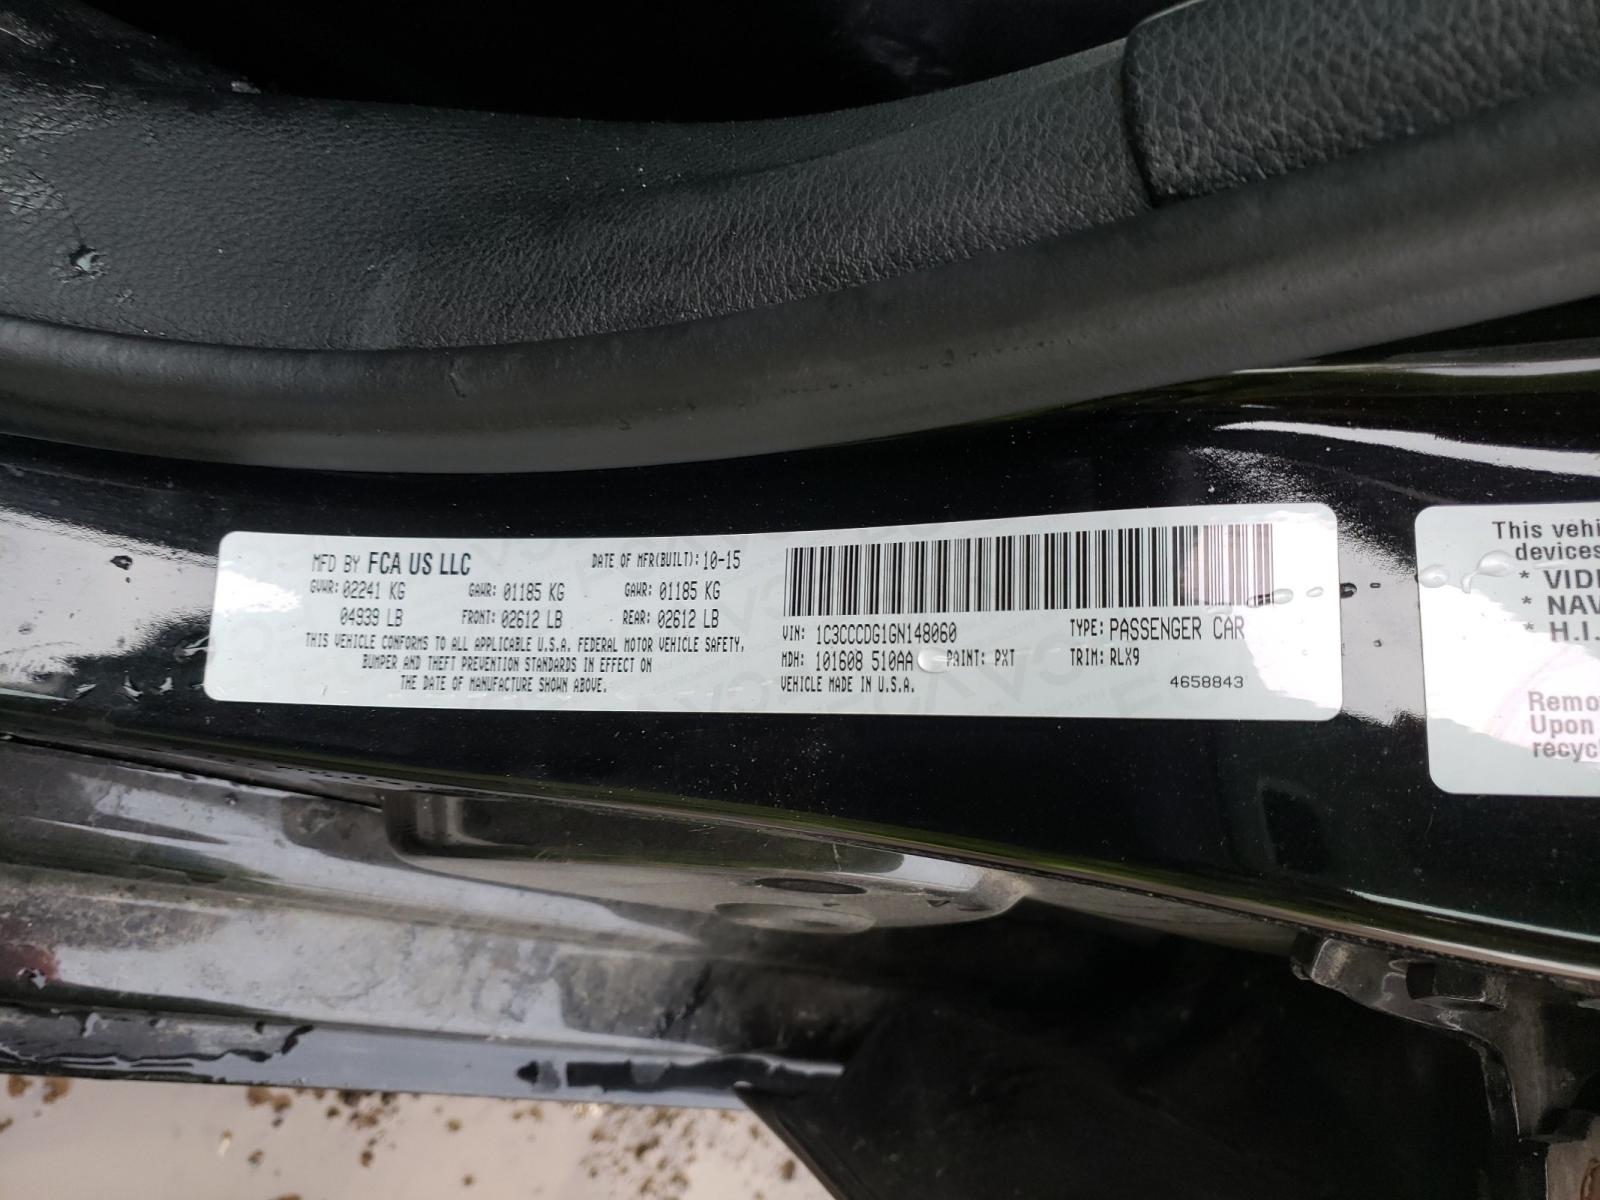 MFD BY FCA US LLC DATE OF MFR(BUILT): 10-15
GVWR: 02241 KG GAWR: 01185 KG GAWR: 01185 KG
04939 LB FRONT: 02612 LB REAR: 02612 LB
THIS VEHICLE CONFORMS TO ALL APPLICABLE U.S.A. FEDERAL MOTOR VEHICLE SAFETY,
BUMPER AND THEFT PREVENTION STANDARDS IN EFFECT ON
THE DATE OF MANUFACTURE SHOWN ABOVE.
VIN: 1C3CCCDG1GN148060 TYPE: PASSENGER CAR
MDH: 101608 510AA PAINT: PXT TRIM: RLX9
VEHICLE MADE IN U.S.A. 4658843
This vehi
devices
* VID
* NAV
* H.I.
Remo
Upon
recyc